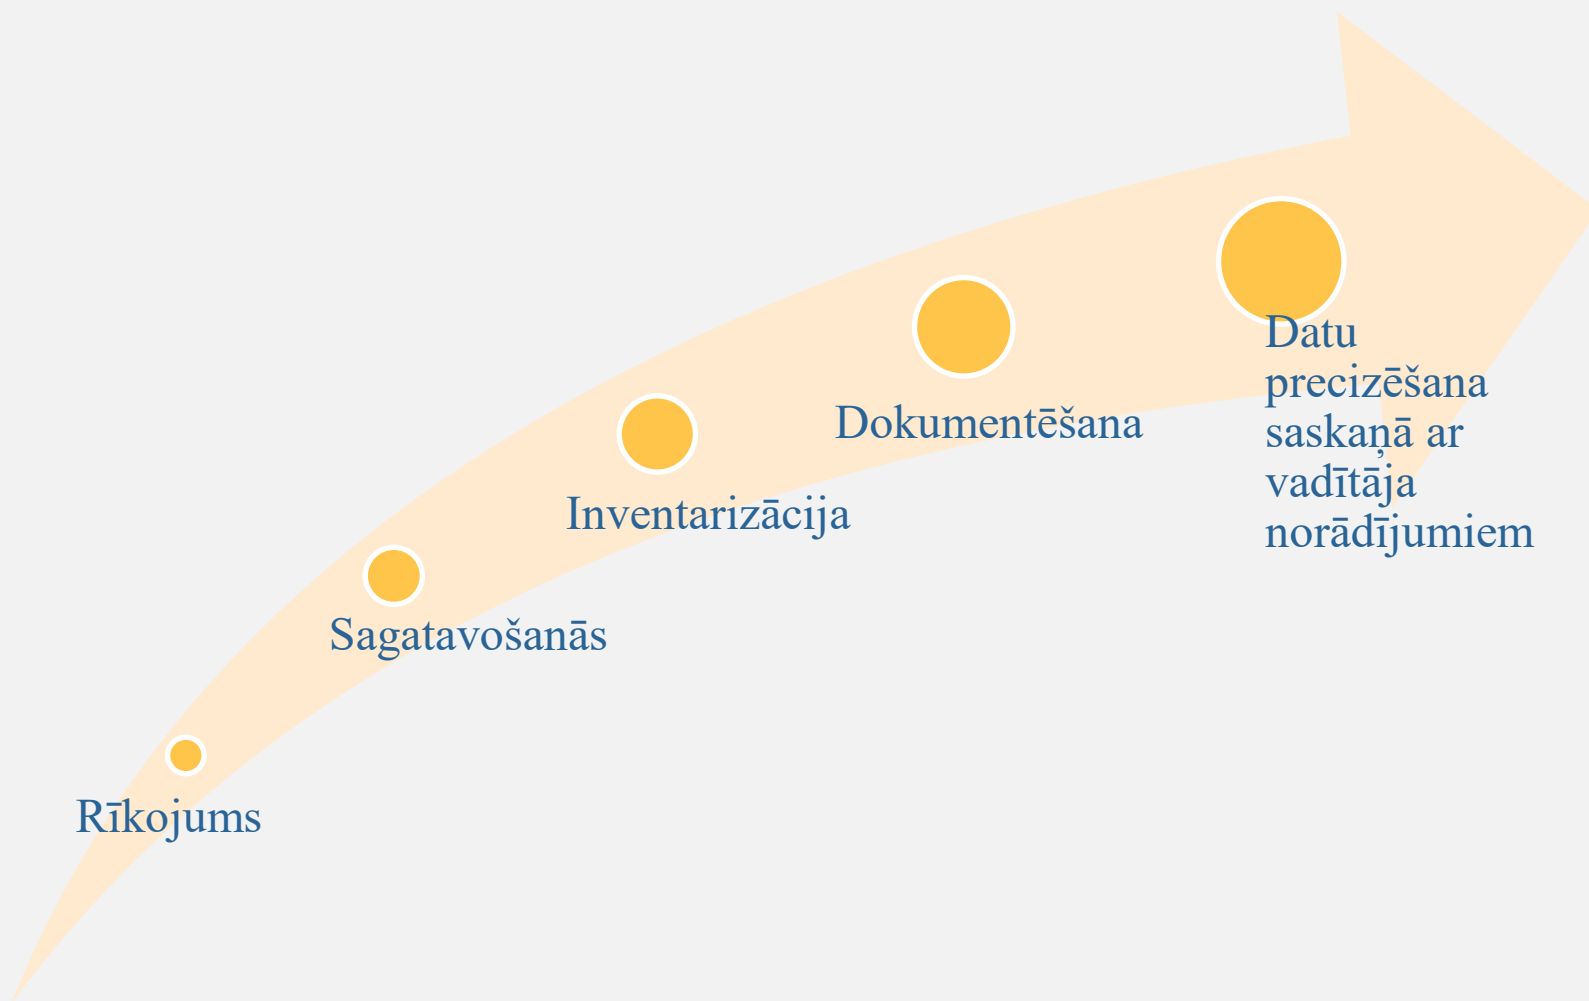 Rīkojums
Sagatavošanās
Inventarizācija
Dokumentēšana
Datu
precizēšana
saskaņā ar
vadītāja
norādījumiem